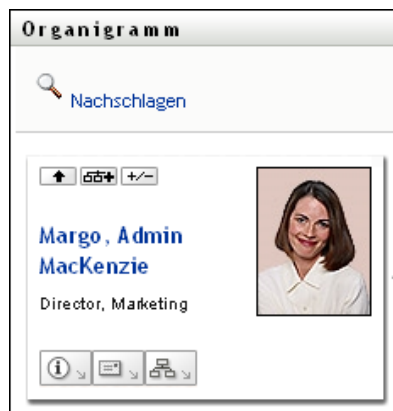 Organigramm
Nachschlagen
+/-
Margo, Admin
MacKenzie
Director, Marketing